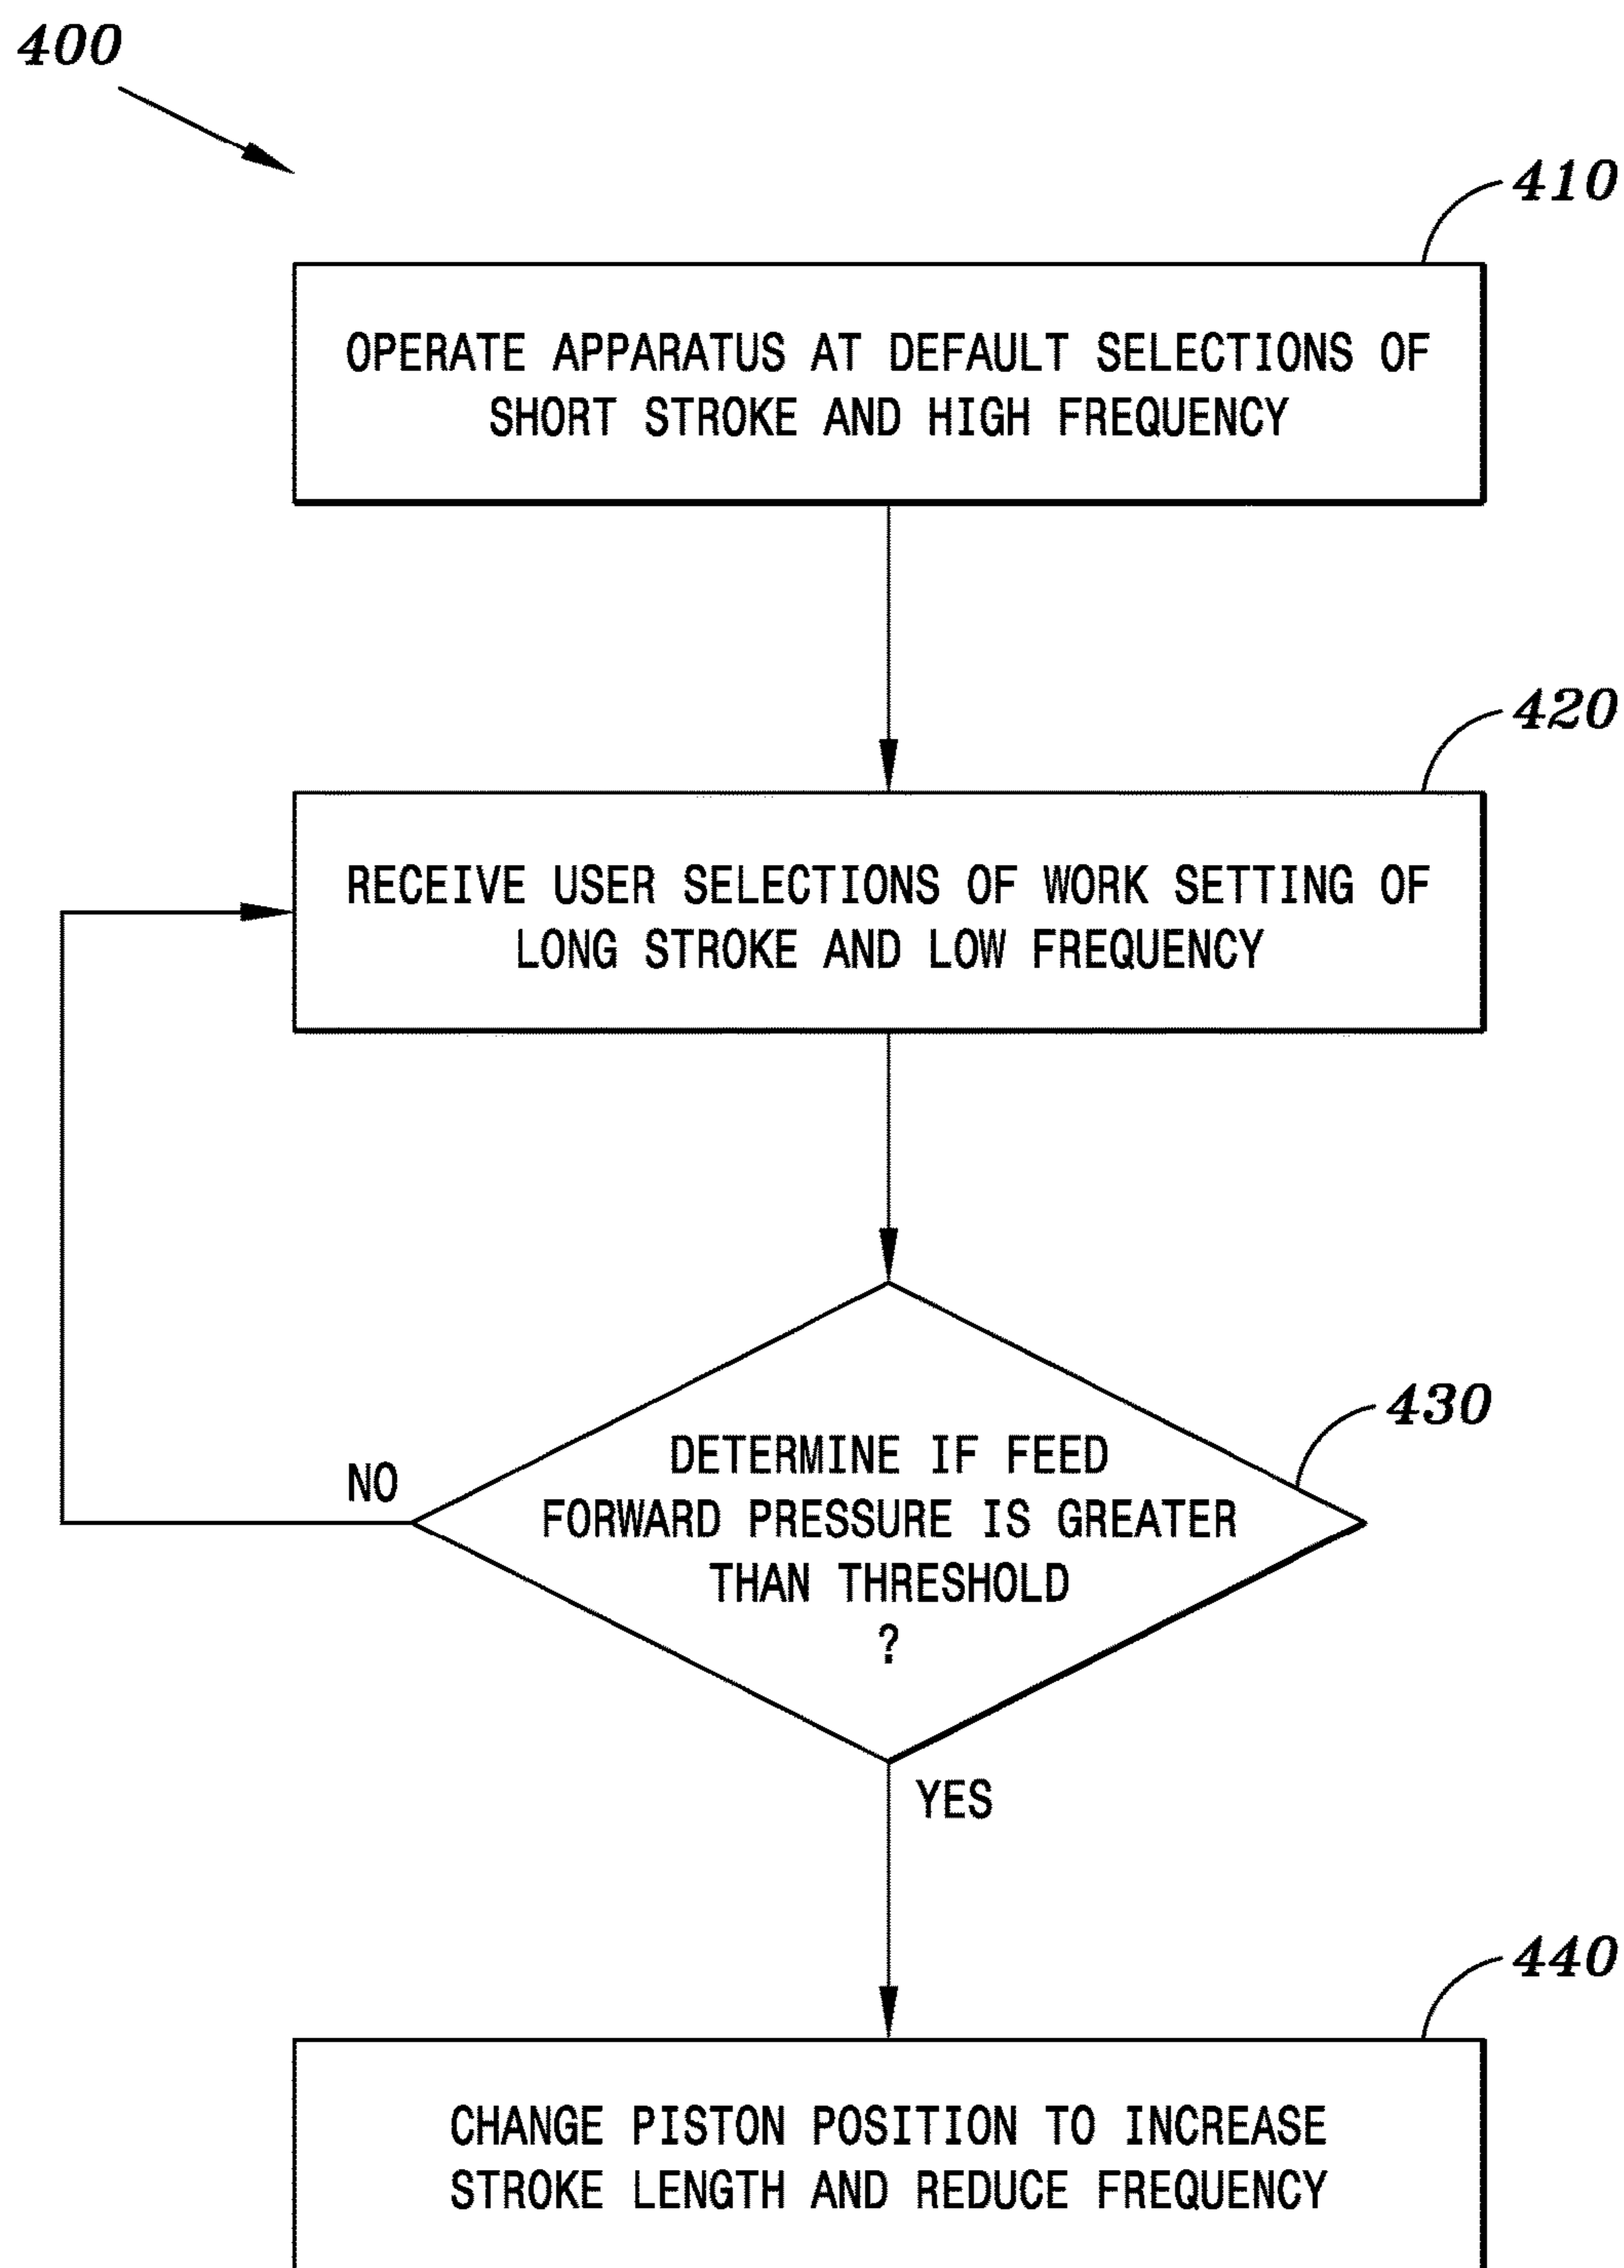 400
410
OPERATE APPARATUS AT DEFAULT SELECTIONS OF
SHORT STROKE AND HIGH FREQUENCY
420
RECEIVE USER SELECTIONS OF WORK SETTING OF
LONG STROKE AND LOW FREQUENCY
430
NO
DETERMINE IF FEED
FORWARD PRESSURE IS GREATER
THAN THRESHOLD
?
YES
440
CHANGE PISTON POSITION TO INCREASE
STROKE LENGTH AND REDUCE FREQUENCY